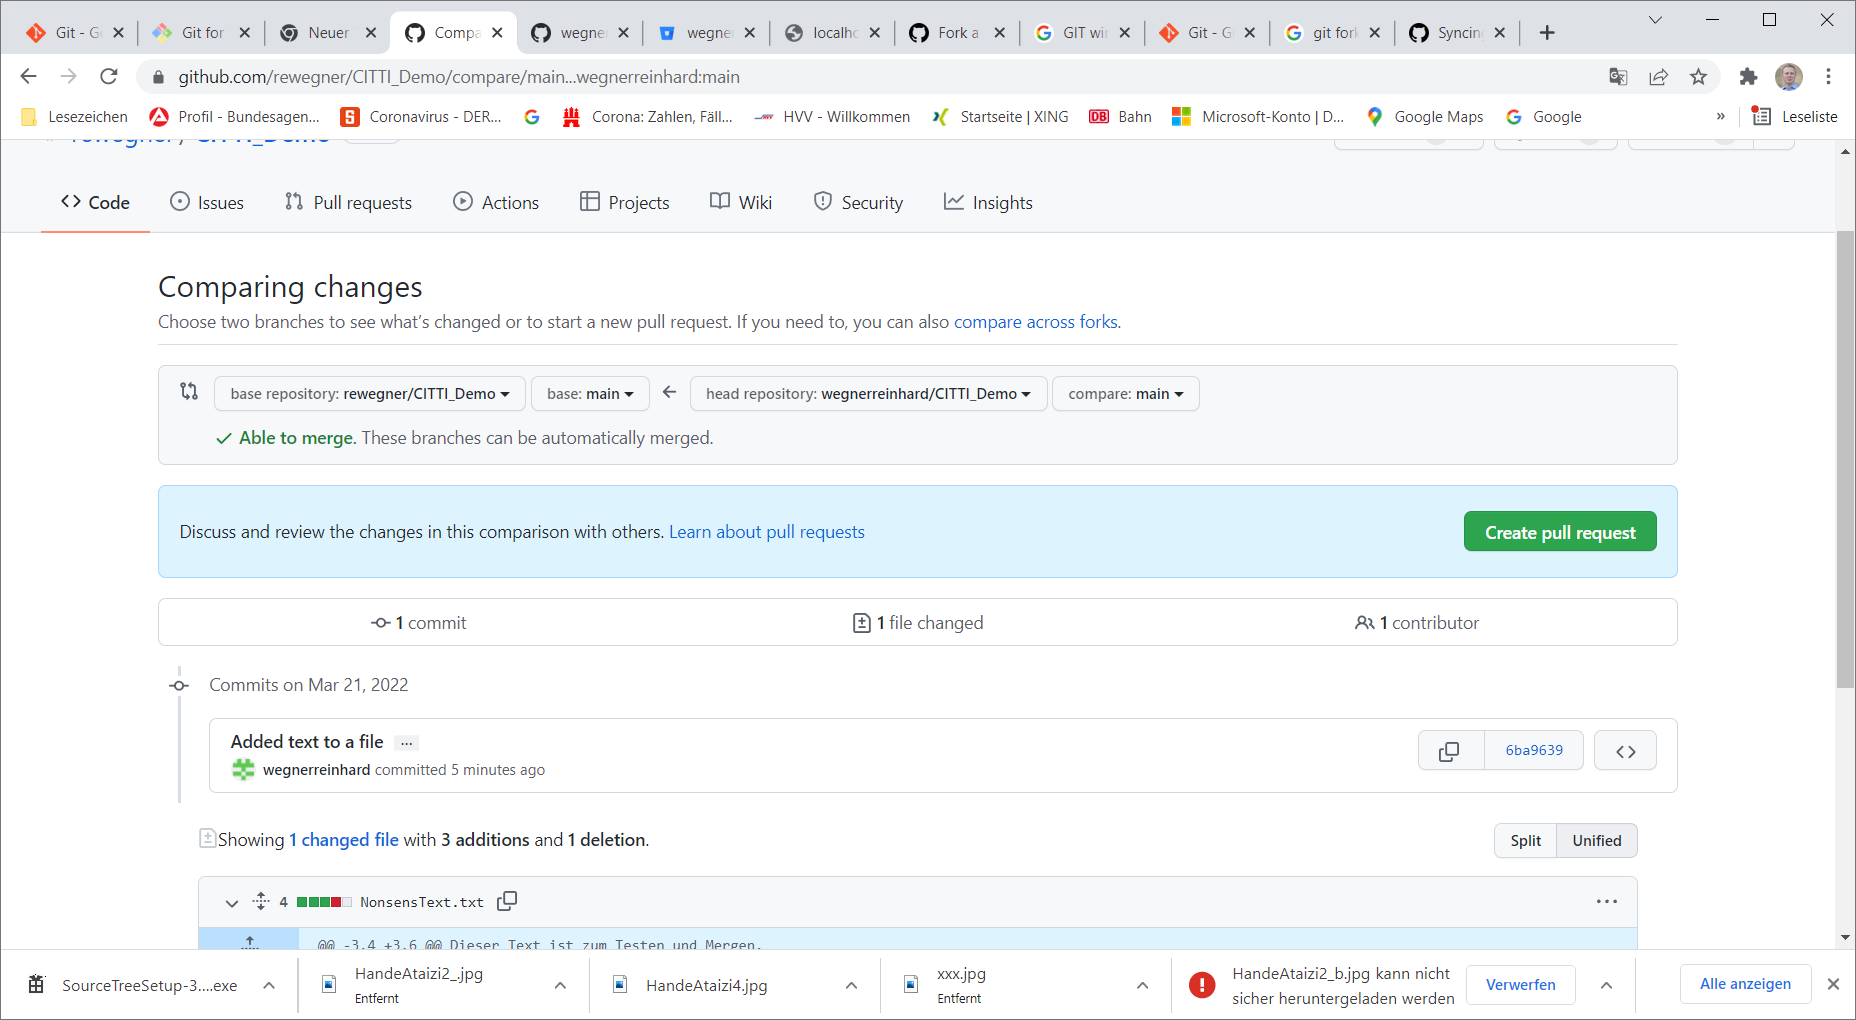 Git - G
Git for
Neuer
Compa
wegne
wegne
localho
Fork a
GIT wi
Git - G
git fork
Syncin
github.com/rewegner/CITTI_Demo/compare/main...wegnerreinhard:main
Lesezeichen
Profil - Bundesagen...
Coronavirus - DER...
Corona: Zahlen, Fäll...
HVV - Willkommen
Startseite | XING
DB Bahn
Microsoft-Konto | D...
Google Maps
Google
»
Leseliste
rewegner / CITTI_Demo
Code
Issues
Pull requests
Actions
Projects
Wiki
Security
Insights
Comparing changes
Choose two branches to see what's changed or to start a new pull request. If you need to, you can also compare across forks.
base repository: rewegner/CITTI_Demo
base: main
head repository: wegnerreinhard/CITTI_Demo
compare: main
Able to merge. These branches can be automatically merged.
Discuss and review the changes in this comparison with others. Learn about pull requests
Create pull request
1 commit
1 file changed
1 contributor
Commits on Mar 21, 2022
Added text to a file ...
6ba9639
wegnerreinhard committed 5 minutes ago
Showing 1 changed file with 3 additions and 1 deletion.
Split
Unified
4 NonsensText.txt
@@ -3,4 +3,6 @@ Dieser Text ist zum Testen und Mergen.
SourceTreeSetup-3....exe
HandeAtaizi2_.jpg
Entfernt
HandeAtaizi4.jpg
xxx.jpg
Entfernt
HandeAtaizi2_b.jpg kann nicht
sicher heruntergeladen werden
Verwerfen
Alle anzeigen